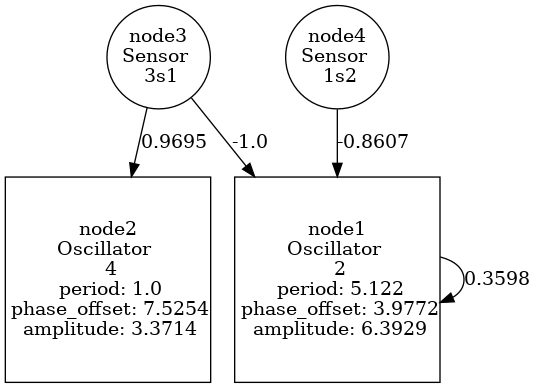 node3
Sensor
3s1
node4
Sensor
1s2
0.9695
-1.0
-0.8607
node2
Oscillator
4
period: 1.0
phase_offset: 7.5254
amplitude: 3.3714
node1
Oscillator
2
period: 5.122
phase_offset: 3.9772
amplitude: 6.3929
0.3598